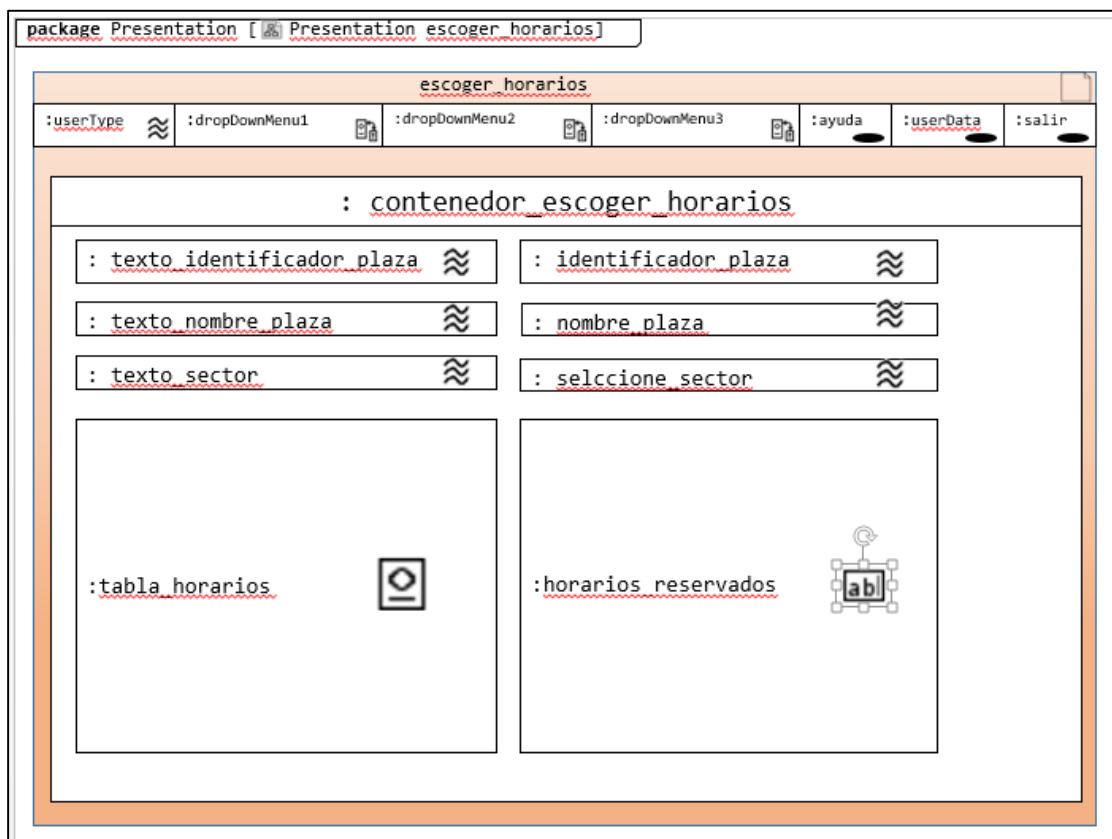 package Presentation [ Presentation escoger_horarios]
escoger_horarios
:userType :dropDownMenu1 :dropDownMenu2 :dropDownMenu3 :ayuda :userData :salir
: contenedor_escoger_horarios
: texto_identificador_plaza : identificador_plaza
: texto_nombre_plaza : nombre_plaza
: texto_sector : selccione_sector
:tabla_horarios :horarios_reservados ab